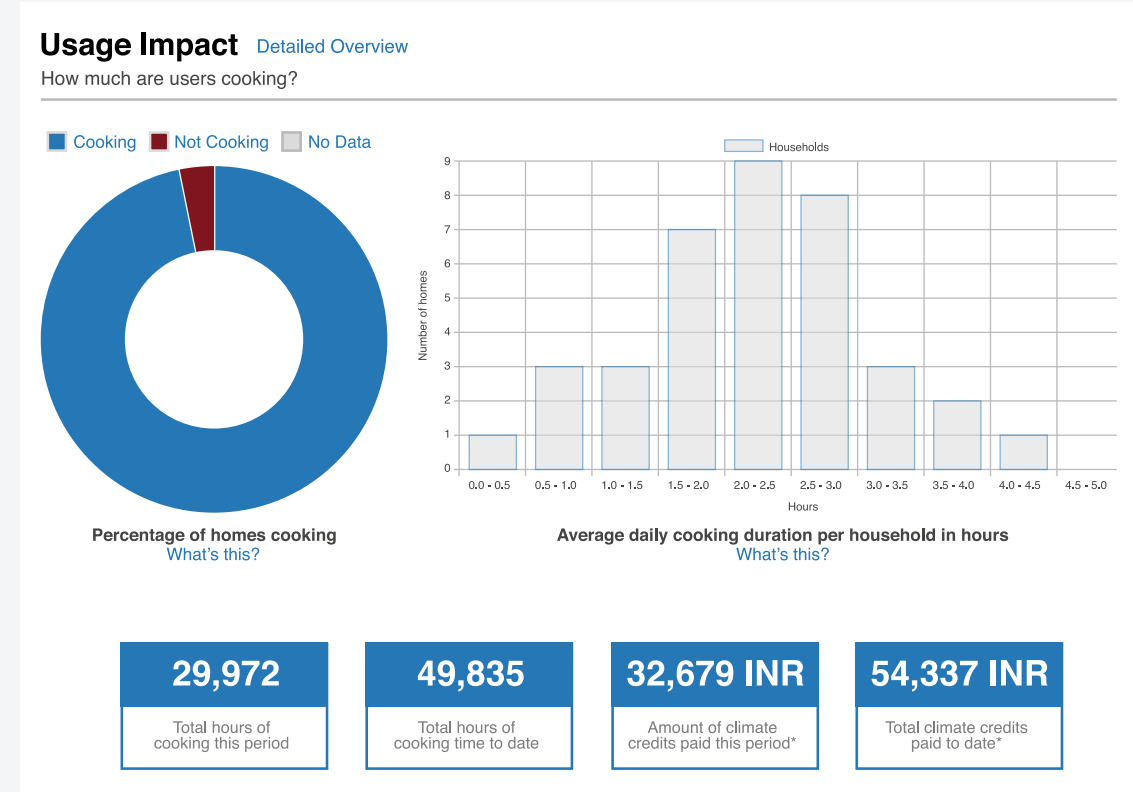 Usage Impact Detailed Overview
How much are users cooking?
Cooking Not Cooking No Data
Households
9
8
7
6
5
4
3
2
1
0
Number of homes
0.0 - 0.5 0.5 - 1.0 1.0 - 1.5 1.5 - 2.0 2.0 - 2.5 2.5 - 3.0 3.0 - 3.5 3.5 - 4.0 4.0 - 4.5 4.5 - 5.0
Hours
Percentage of homes cooking
What's this?
Average daily cooking duration per household in hours
What's this?
29,972
Total hours of
cooking this period
49,835
Total hours of
cooking time to date
32,679 INR
Amount of climate
credits paid this period*
54,337 INR
Total climate credits
paid to date*